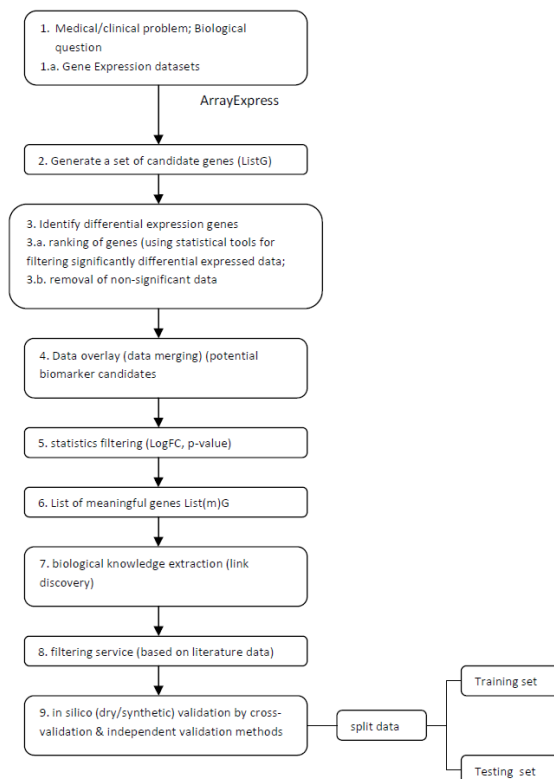 1. Medical/clinical problem; Biological
question
1.a. Gene Expression datasets
ArrayExpress
2. Generate a set of candidate genes (ListG)
3. Identify differential expression genes
3.a. ranking of genes (using statistical tools for
filtering significantly differential expressed data;
3.b. removal of non-significant data
4. Data overlay (data merging) (potential
biomarker candidates
5. statistics filtering (LogFC, p-value)
6. List of meaningful genes List(m)G
7. biological knowledge extraction (link
discovery)
8. filtering service (based on literature data)
9. in silico (dry/synthetic) validation by cross-
validation & independent validation methods
split data
Training set
Testing set